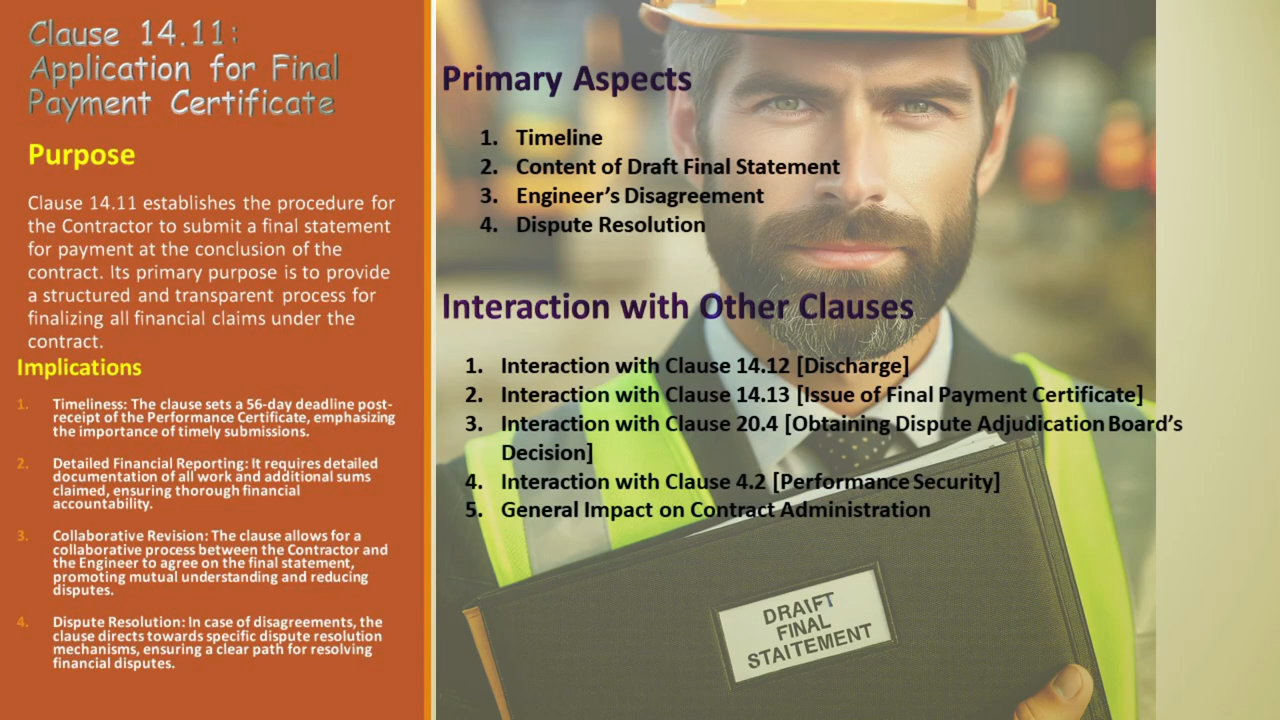 Clause 14.11:
Application for Final
Payment Certificate
Purpose
Clause 14.11 establishes the procedure for
the Contractor to submit a final statement
for payment at the conclusion of the
contract. Its primary purpose is to provide
a structured and transparent process for
finalizing all financial claims under the
contract.
Implications
1. Timeliness: The clause sets a 56-day deadline post-
receipt of the Performance Certificate, emphasizing
the importance of timely submissions.
2. Detailed Financial Reporting: It requires detailed
documentation of all work and additional sums
claimed, ensuring thorough financial
accountability.
3. Collaborative Revision: The clause allows for a
collaborative process between the Contractor and
the Engineer to agree on the final statement,
promoting mutual understanding and reducing
disputes.
4. Dispute Resolution: In case of disagreements, the
clause directs towards specific dispute resolution
mechanisms, ensuring a clear path for resolving
financial disputes.
Primary Aspects
1. Timeline
2. Content of Draft Final Statement
3. Engineer’s Disagreement
4. Dispute Resolution
Interaction with Other Clauses
1. Interaction with Clause 14.12 [Discharge]
2. Interaction with Clause 14.13 [Issue of Final Payment Certificate]
3. Interaction with Clause 20.4 [Obtaining Dispute Adjudication Board’s
Decision]
4. Interaction with Clause 4.2 [Performance Security]
5. General Impact on Contract Administration
DRAIFT
FINAL
STAITEMENT